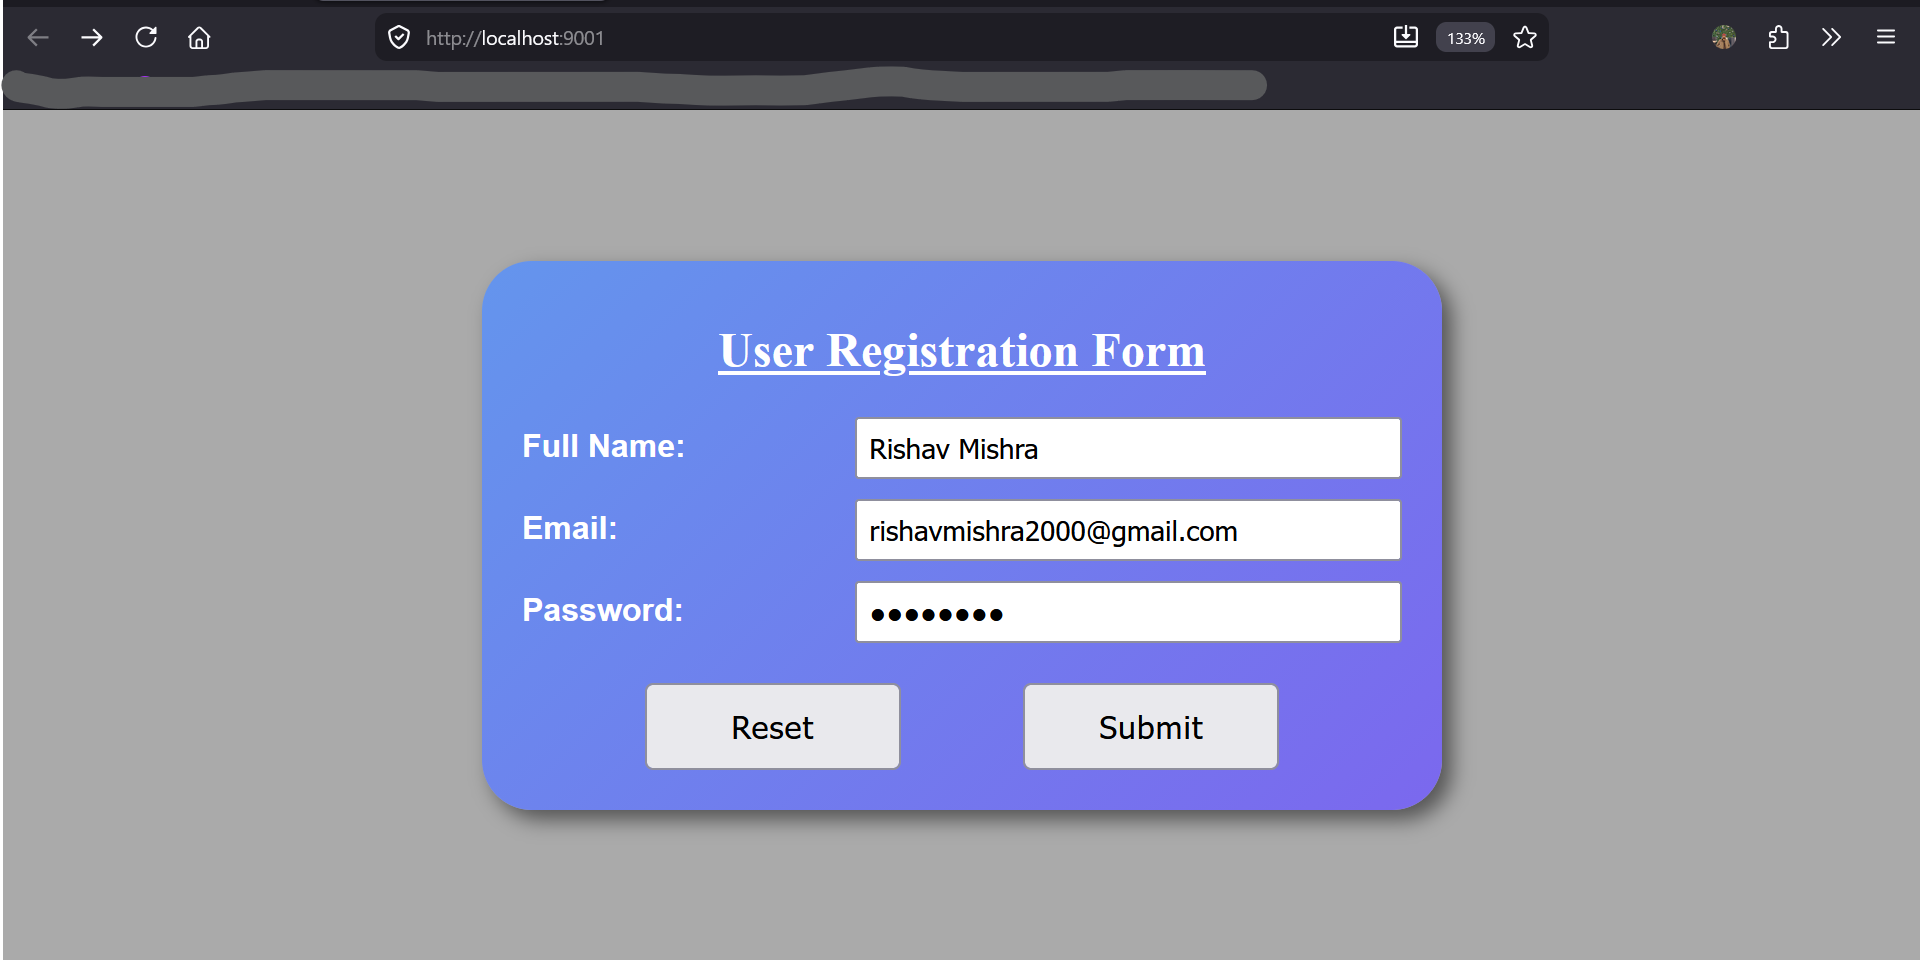 http://localhost:9001
133%
User Registration Form
Full Name:
Rishav Mishra
Email:
rishavmishra2000@gmail.com
Password:
••••••••
Reset
Submit